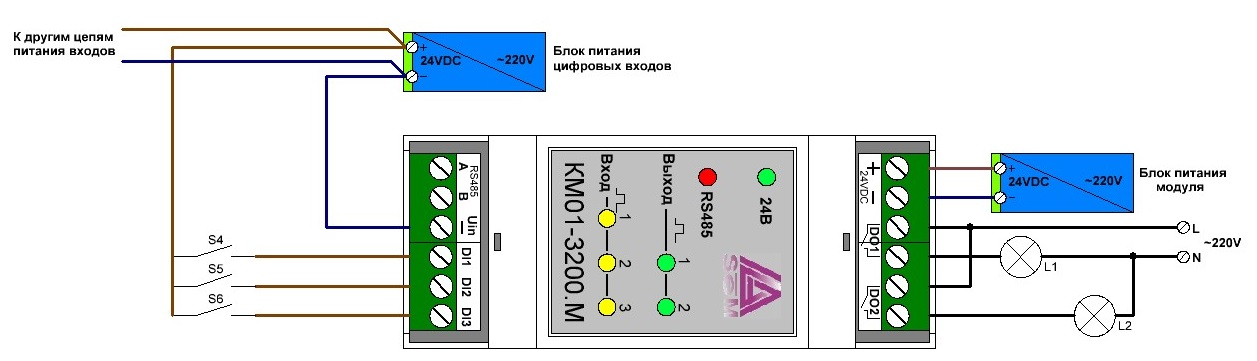 К другим цепям
питания входов
+
24VDC
~220V
−
Блок питания
цифровых входов
A
B
RS485
Uin
−
DI1
DI2
DI3
S4
S5
S6
КМ01-3200.М
Вход
1
2
3
Выход
1
2
RS485
24В
+
−
24VDC
DO1
DO2
+
24VDC
~220V
−
Блок питания
модуля
L
~220V
N
L1
L2